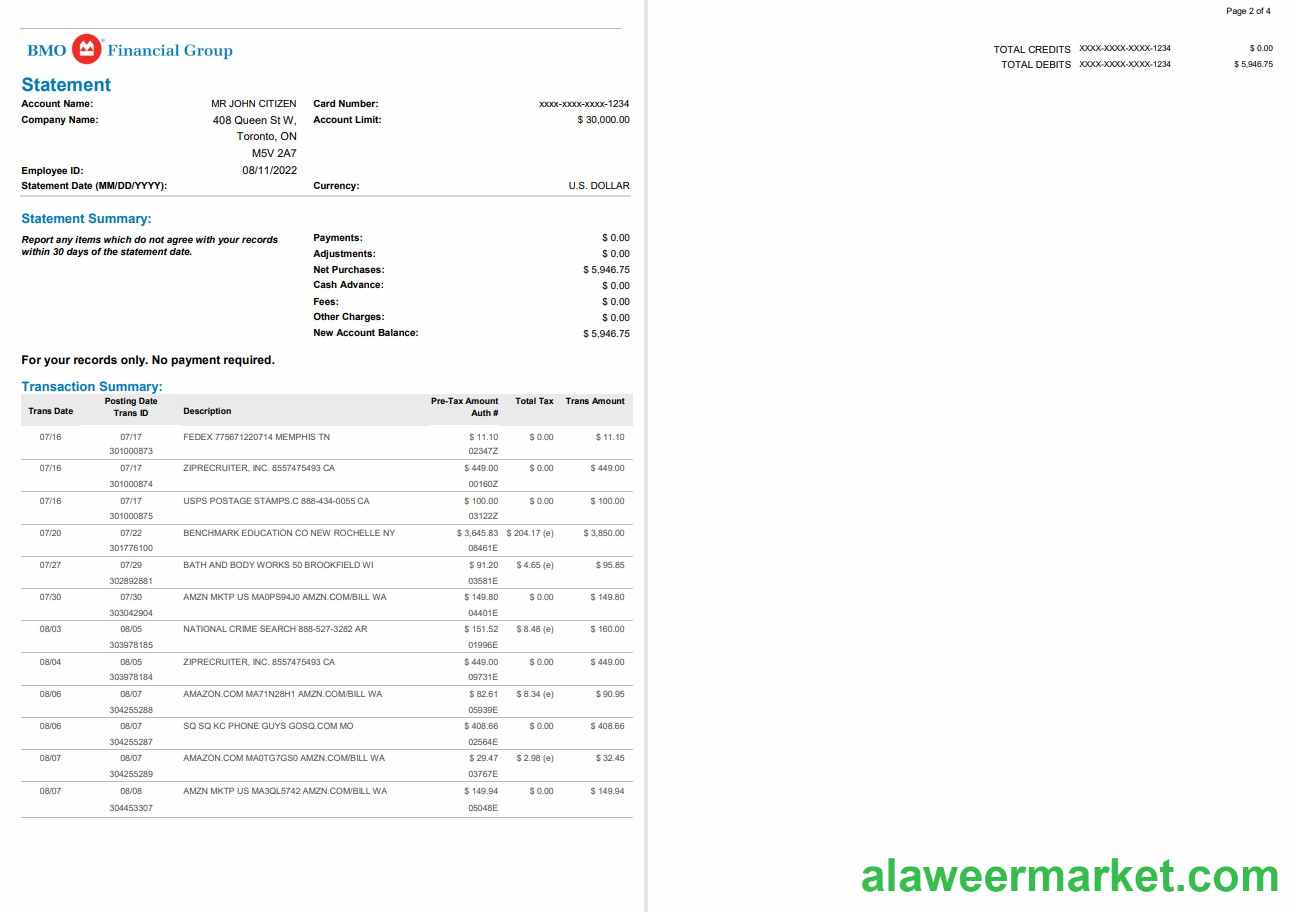 BMO Financial Group
Statement
Account Name: MR JOHN CITIZEN Card Number: xxxx-xxxx-xxxx-1234
Company Name: 408 Queen St W, Account Limit: $ 30,000.00
Toronto, ON
M5V 2A7
Employee ID: 08/11/2022
Statement Date (MM/DD/YYYY): Currency: U.S. DOLLAR
Statement Summary:
Report any items which do not agree with your records
within 30 days of the statement date.
Payments: $ 0.00
Adjustments: $ 0.00
Net Purchases: $ 5,946.75
Cash Advance: $ 0.00
Fees: $ 0.00
Other Charges: $ 0.00
New Account Balance: $ 5,946.75
For your records only. No payment required.
Transaction Summary:
Trans Date Posting Date Description Pre-Tax Amount Total Tax Trans Amount
Trans ID Auth #
07/16 07/17 FEDEX 775671220714 MEMPHIS TN $ 11.10 $ 0.00 $ 11.10
301000873 02347Z
07/16 07/17 ZIPRECRUITER, INC. 8557475493 CA $ 449.00 $ 0.00 $ 449.00
301000874 00160Z
07/16 07/17 USPS POSTAGE STAMPS.C 888-434-0055 CA $ 100.00 $ 0.00 $ 100.00
301000875 03122Z
07/20 07/22 BENCHMARK EDUCATION CO NEW ROCHELLE NY $ 3,645.83 $ 204.17 (e) $ 3,850.00
301776100 08461E
07/27 07/29 BATH AND BODY WORKS 50 BROOKFIELD WI $ 91.20 $ 4.65 (e) $ 95.85
302892881 03581E
07/30 07/30 AMZN MKTP US MA0PS94J0 AMZN.COM/BILL WA $ 149.80 $ 0.00 $ 149.80
303042904 04401E
08/03 08/05 NATIONAL CRIME SEARCH 888-527-3282 AR $ 151.52 $ 8.48 (e) $ 160.00
303978185 01996E
08/04 08/05 ZIPRECRUITER, INC. 8557475493 CA $ 449.00 $ 0.00 $ 449.00
303978184 09731E
08/06 08/07 AMAZON.COM MA71N28H1 AMZN.COM/BILL WA $ 82.61 $ 8.34 (e) $ 90.95
304255288 05939E
08/06 08/07 SQ SQ KC PHONE GUYS GOSQ.COM MO $ 408.66 $ 0.00 $ 408.66
304255287 02564E
08/07 08/07 AMAZON.COM MA0TG7GS0 AMZN.COM/BILL WA $ 29.47 $ 2.98 (e) $ 32.45
304255289 03767E
08/07 08/08 AMZN MKTP US MA3QL5742 AMZN.COM/BILL WA $ 149.94 $ 0.00 $ 149.94
304453307 05048E
Page 2 of 4
TOTAL CREDITS XXXX-XXXX-XXXX-1234 $ 0.00
TOTAL DEBITS XXXX-XXXX-XXXX-1234 $ 5,946.75
alaweermarket.com